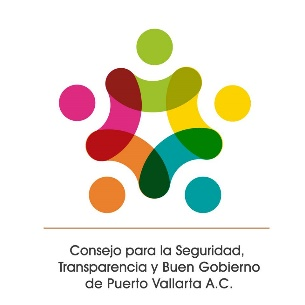 Consejo para la Seguridad,
Transparencia y Buen Gobierno
de Puerto Vallarta A.C.